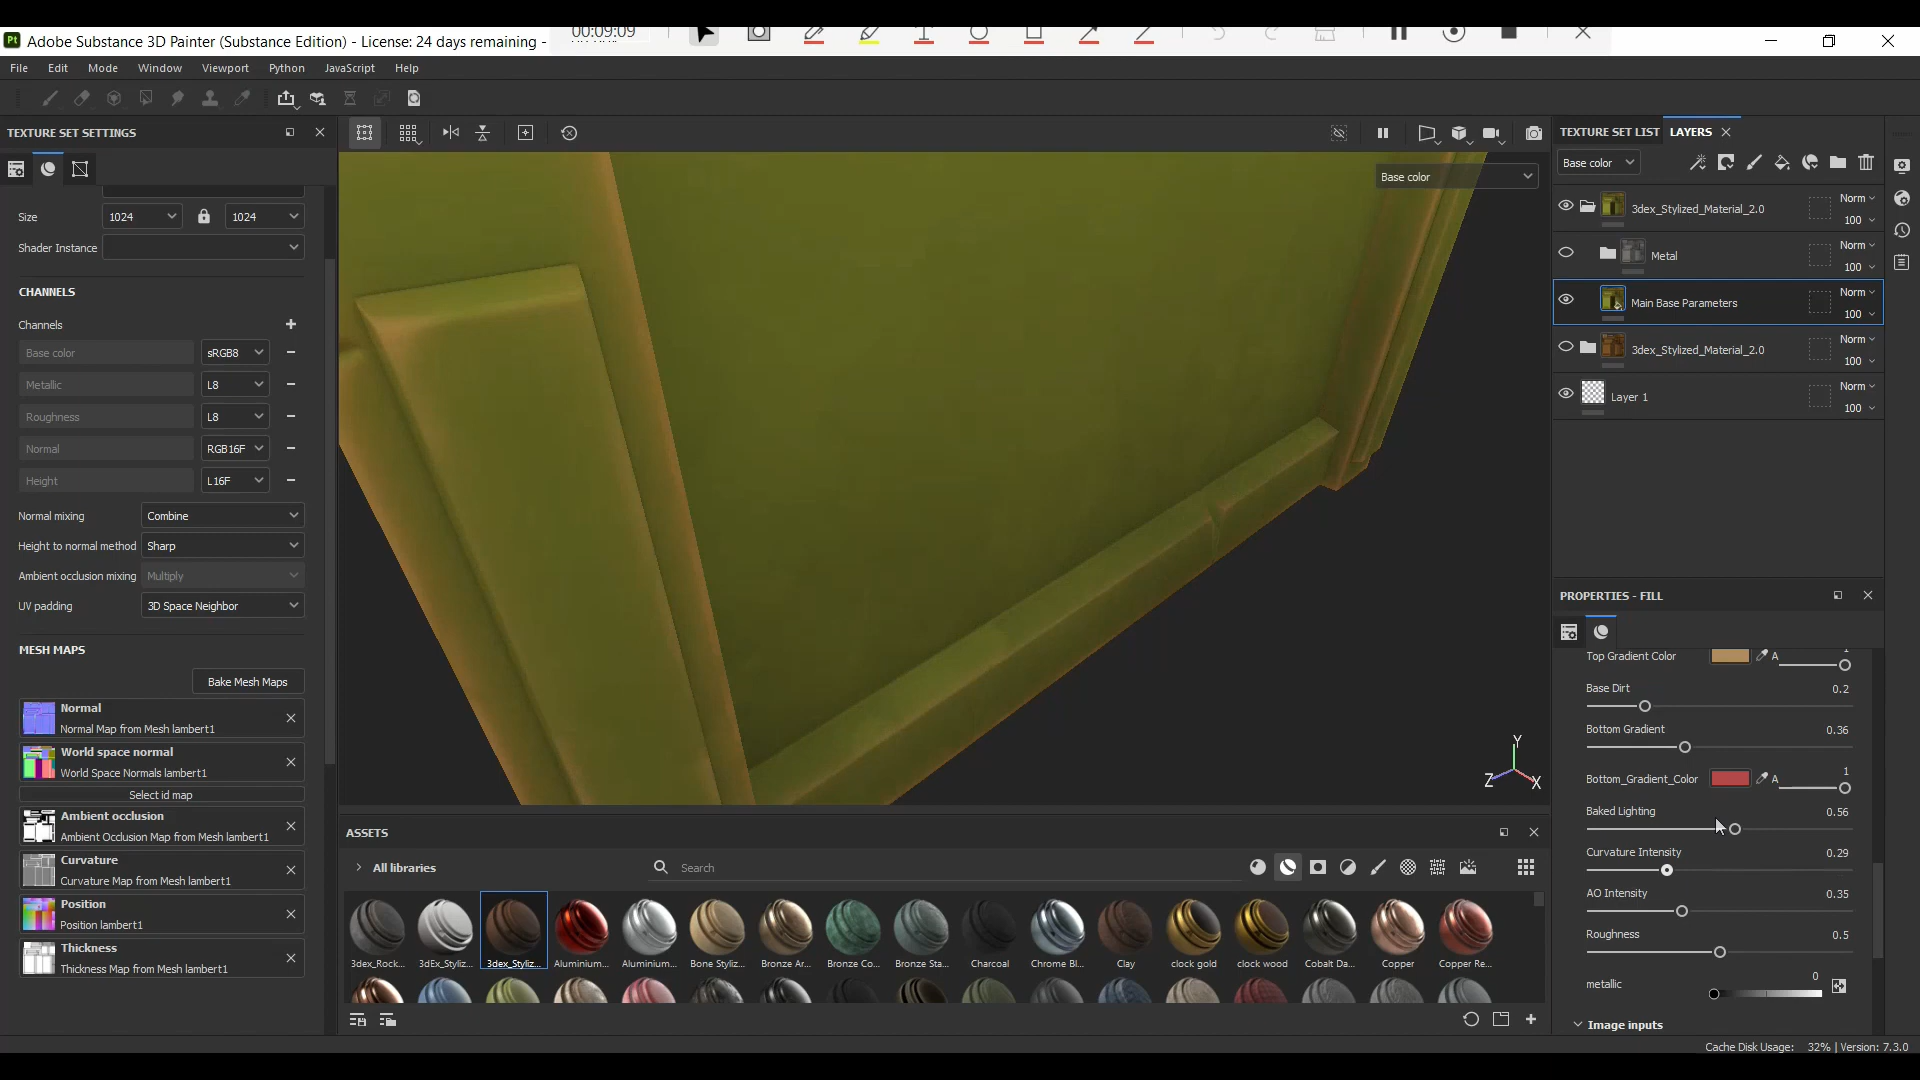 00:09:09
Pt Adobe Substance 3D Painter (Substance Edition) - License: 24 days remaining -
File Edit Mode Window Viewport Python JavaScript Help
TEXTURE SET SETTINGS
Size 1024 1024
Shader Instance
CHANNELS
Channels
Base color sRGB8
Metallic L8
Roughness L8
Normal RGB16F
Height L16F
Normal mixing Combine
Height to normal method Sharp
Ambient occlusion mixing Multiply
UV padding 3D Space Neighbor
MESH MAPS
Bake Mesh Maps
Normal
Normal Map from Mesh lambert1
World space normal
World Space Normals lambert1
Select id map
Ambient occlusion
Ambient Occlusion Map from Mesh lambert1
Curvature
Curvature Map from Mesh lambert1
Position
Position lambert1
Thickness
Thickness Map from Mesh lambert1
Base color
Y
Z X
ASSETS
All libraries Search
3dex_Rock... 3dEx_Styliz... 3dex_Styliz... Aluminium... Aluminium... Bone Styliz... Bronze Ar... Bronze Co... Bronze Sta... Charcoal Chrome Bl... Clay clock gold clock wood Cobalt Da... Copper Copper Re...
TEXTURE SET LIST LAYERS
Base color
3dex_Stylized_Material_2.0 Norm
100
Metal Norm
100
Main Base Parameters Norm
100
3dex_Stylized_Material_2.0 Norm
100
Layer 1 Norm
100
PROPERTIES - FILL
Top Gradient Color A
Base Dirt 0.2
Bottom Gradient 0.36
Bottom_Gradient_Color A 1
Baked Lighting 0.56
Curvature Intensity 0.29
AO Intensity 0.35
Roughness 0.5
metallic 0
Image inputs
Cache Disk Usage: 32% | Version: 7.3.0